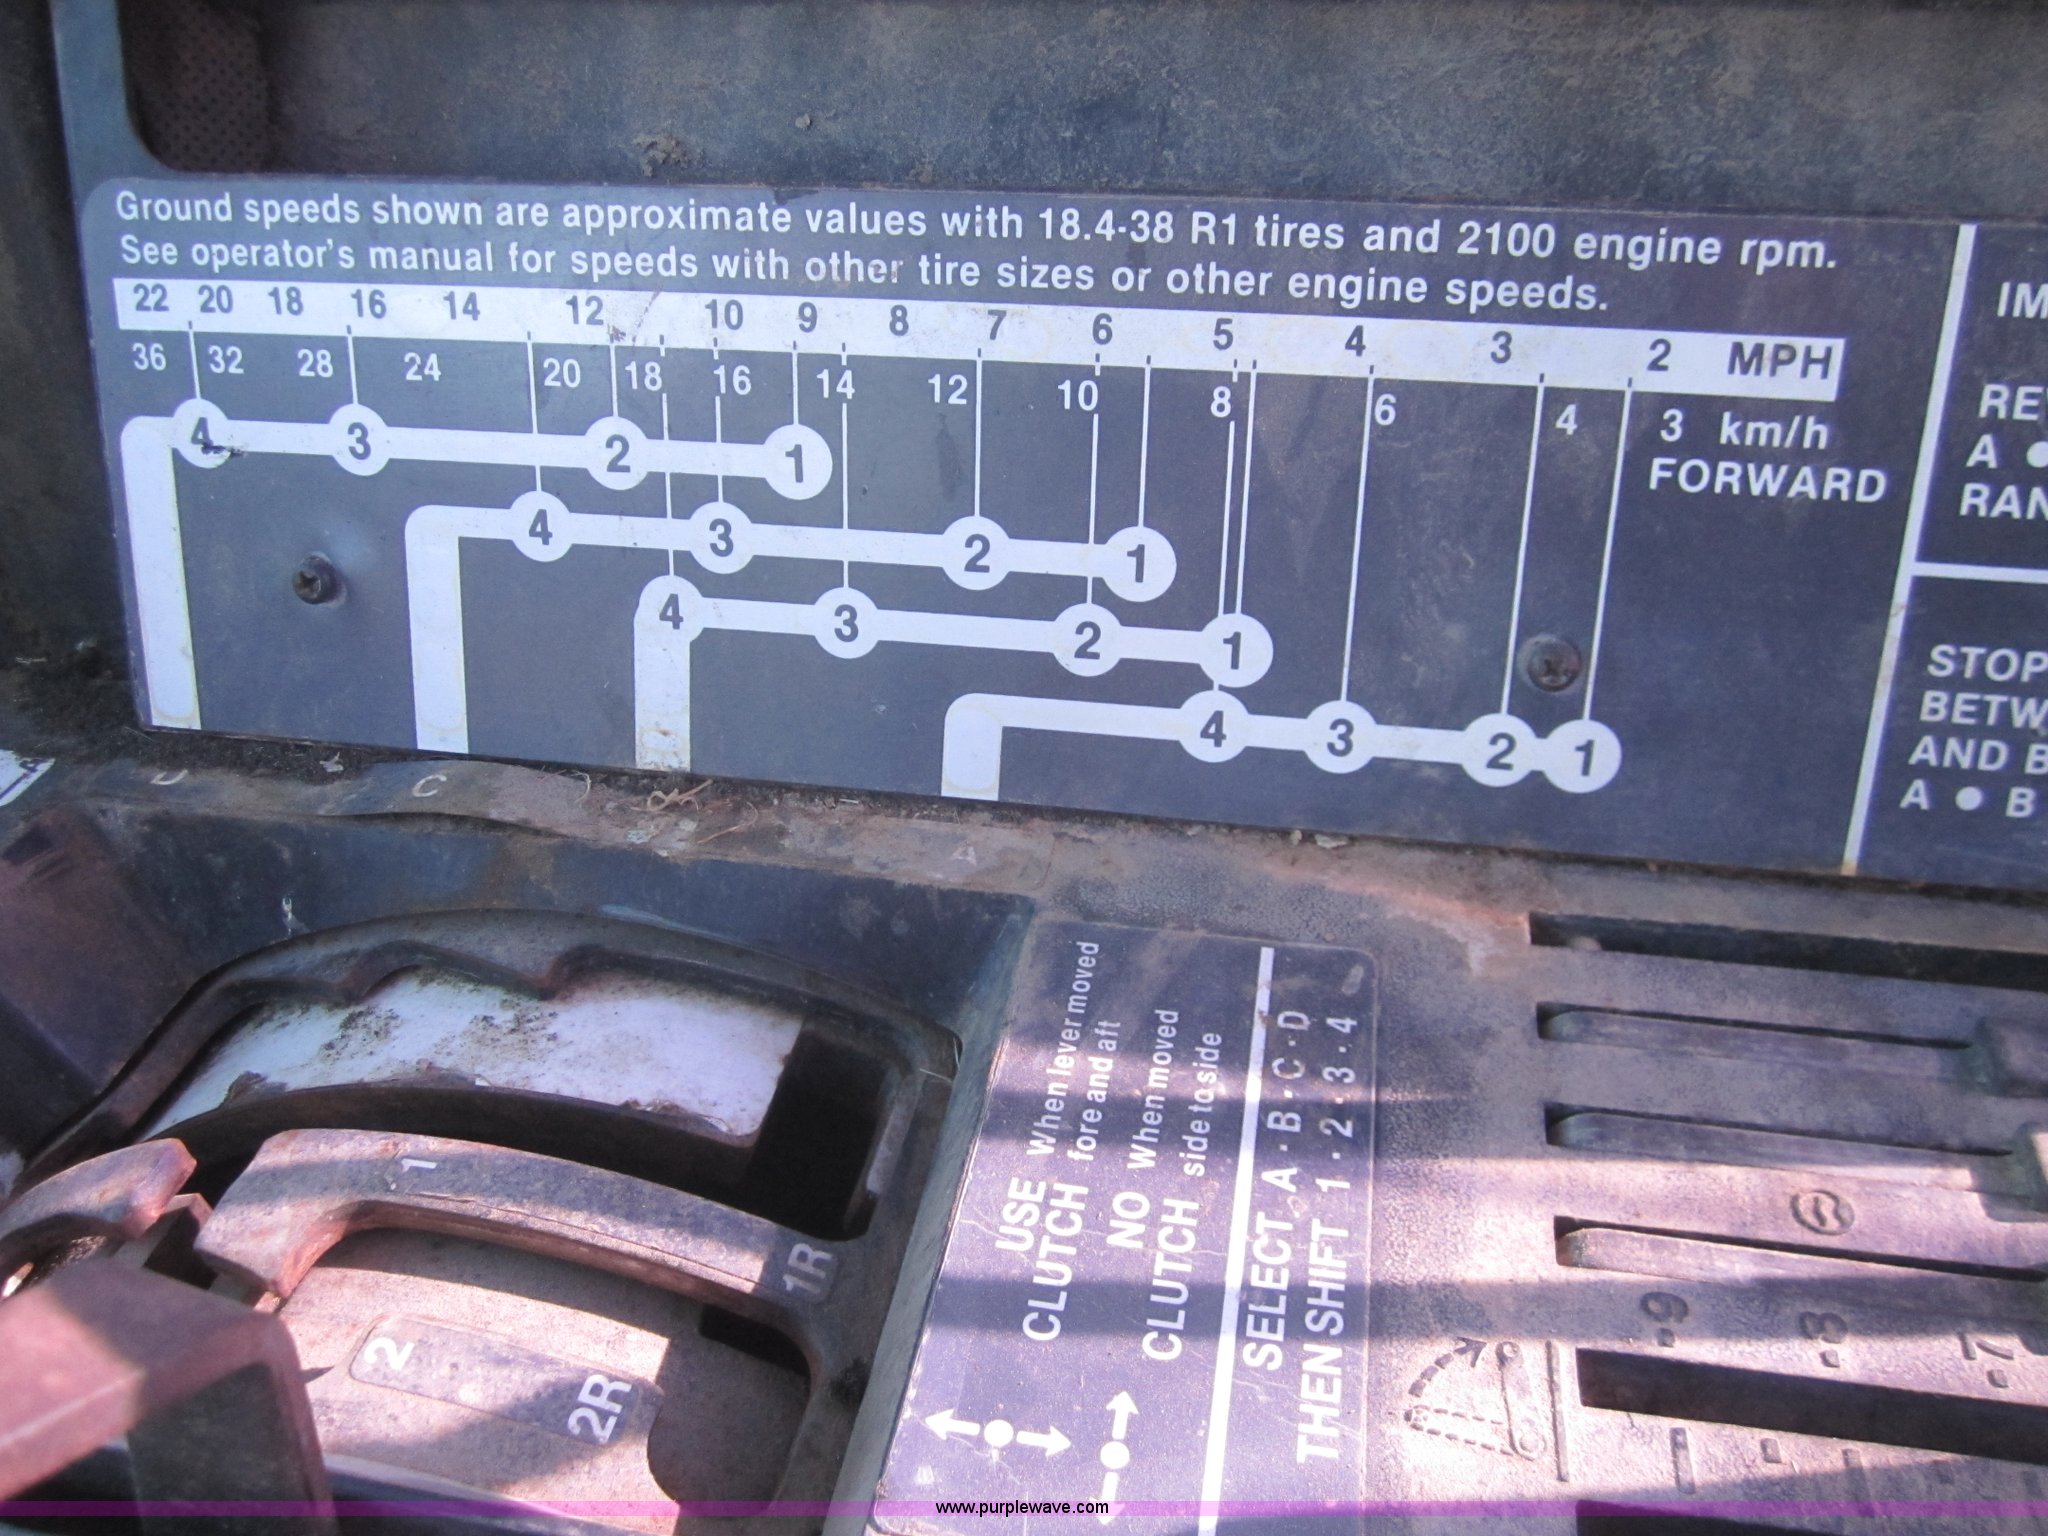 Ground speeds shown are approximate values with 18.4-38 R1 tires and 2100 engine rpm.
See operator's manual for speeds with other tire sizes or other engine speeds.
22 20 18 16 14 12 10 9 8 7 6 5 4 3 2 MPH
36 32 28 24 20 18 16 14 12 10 8 6 4 3 km/h
FORWARD
4 3 2 1
4 3 2 1
4 3 2 1
4 3 2 1
A
A
STOP
AND B
A • B
C
A
USE When lever moved
CLUTCH fore and aft
NO When moved
CLUTCH side to side
SELECT A·B·C·D
THEN SHIFT 1·2·3·4
1
1R
2
2R
www.purplewave.com